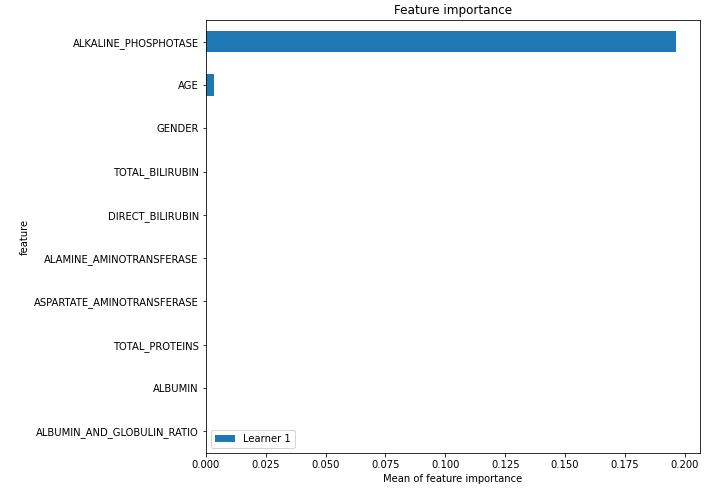 Feature importance
ALKALINE_PHOSPHOTASE
AGE
GENDER
TOTAL_BILIRUBIN
DIRECT_BILIRUBIN
feature
ALAMINE_AMINOTRANSFERASE
ASPARTATE_AMINOTRANSFERASE
TOTAL_PROTEINS
ALBUMIN
ALBUMIN_AND_GLOBULIN_RATIO
Learner 1
0.000 0.025 0.050 0.075 0.100 0.125 0.150 0.175 0.200
Mean of feature importance